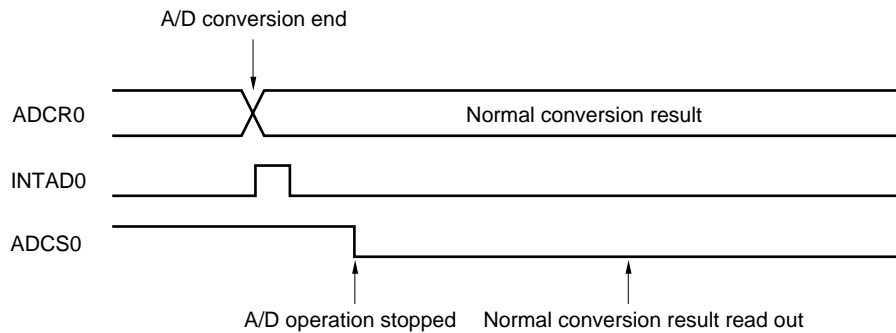 A/D conversion end
ADCR0
Normal conversion result
INTAD0
ADCS0
A/D operation stopped
Normal conversion result read out